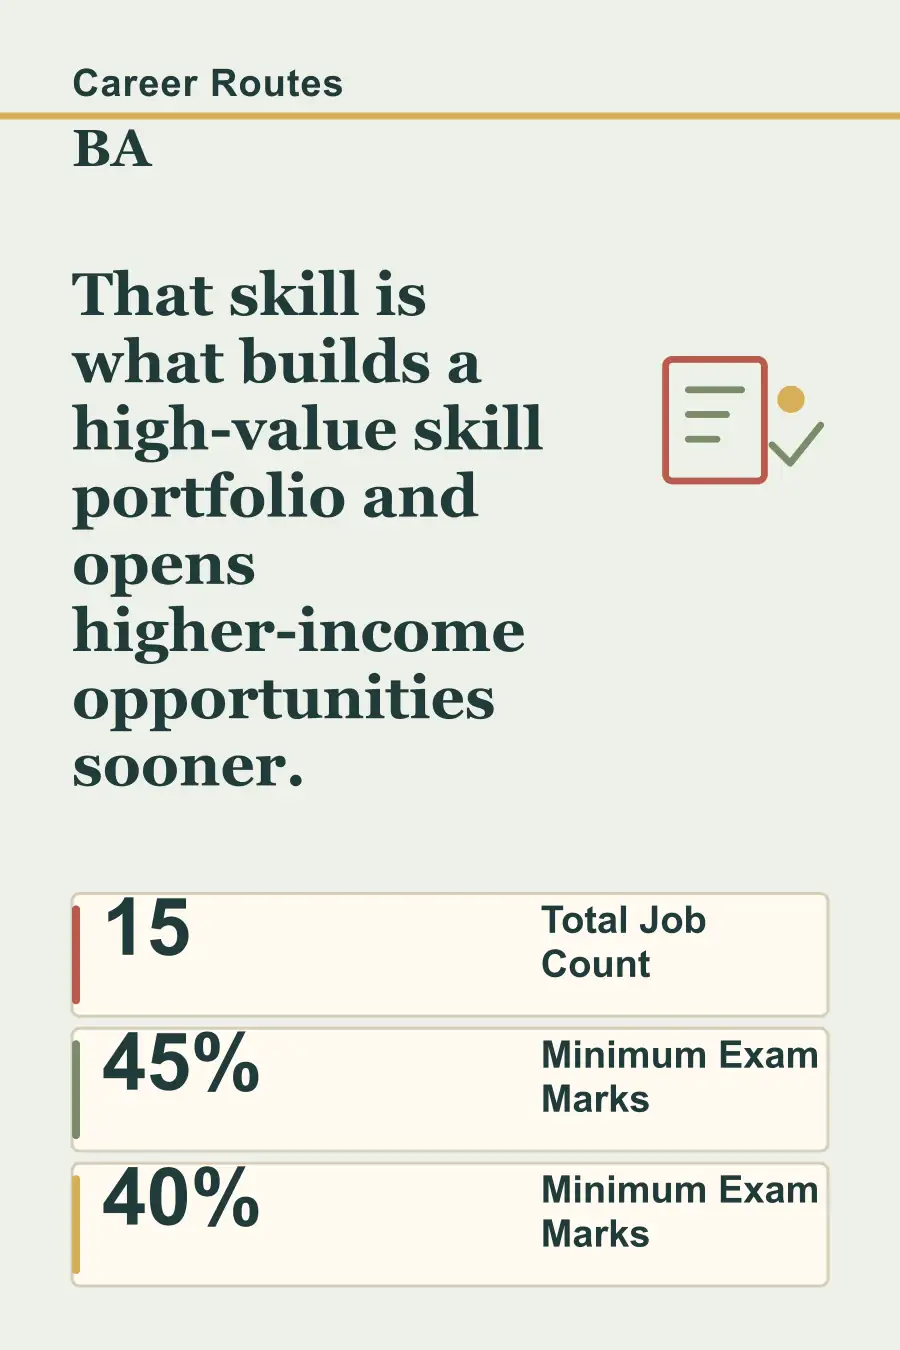 Career Routes
BA
That skill is
what builds a
high-value skill
portfolio and
opens
higher-income
opportunities
sooner.
15
Total Job
Count
45%
Minimum Exam
Marks
40%
Minimum Exam
Marks